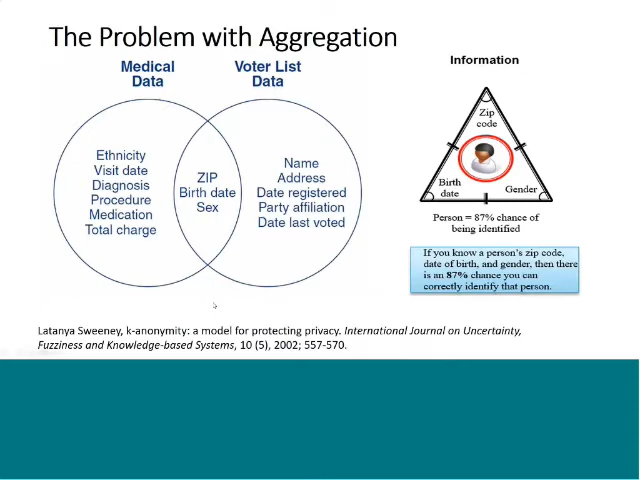 The Problem with Aggregation
Medical
Data
Voter List
Data
Ethnicity
Visit date
Diagnosis
Procedure
Medication
Total charge
ZIP
Birth date
Sex
Name
Address
Date registered
Party affiliation
Date last voted
Information
Zip
code
Birth
date
Gender
Person = 87% chance of
being identified
If you know a person's zip code,
date of birth, and gender, then there
is an 87% chance you can
correctly identify that person.
Latanya Sweeney, k-anonymity: a model for protecting privacy. International Journal on Uncertainty,
Fuzziness and Knowledge-based Systems, 10 (5), 2002; 557-570.